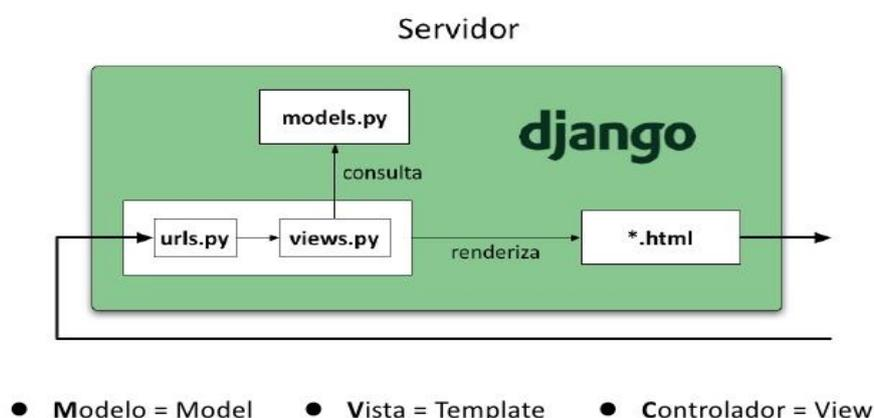 Servidor
models.py
django
consulta
urls.py
views.py
renderiza
*.html
● Modelo = Model ● Vista = Template ● Controlador = View